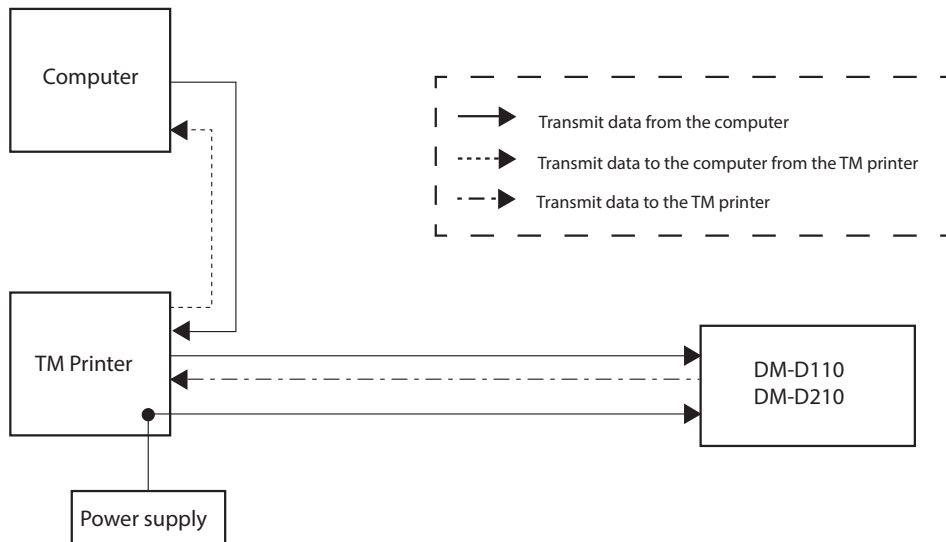 Computer
Transmit data from the computer
Transmit data to the computer from the TM printer
Transmit data to the TM printer
TM Printer
DM-D110
DM-D210
Power supply